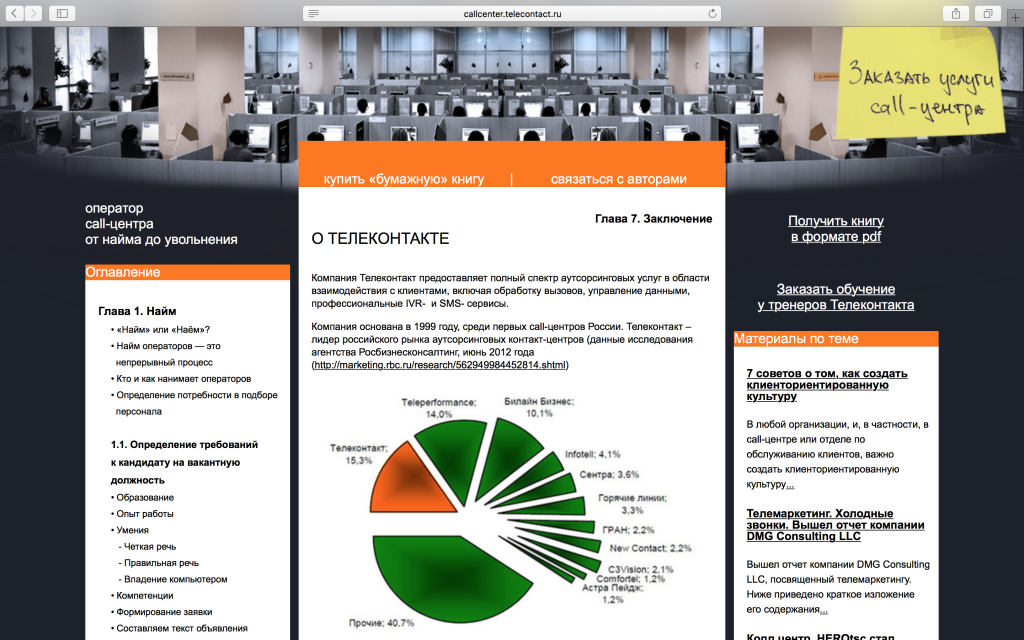 callcenter.telecontact.ru
Заказать услуги
call-центра
купить «бумажную» книгу | связаться с авторами
оператор
call-центра
от найма до увольнения
Оглавление
Глава 1. Найм
• «Найм» или «Наём»?
• Найм операторов — это
непрерывный процесс
• Кто и как нанимает операторов
• Определение потребности в подборе
персонала
1.1. Определение требований
к кандидату на вакантную
должность
• Образование
• Опыт работы
• Умения
- Четкая речь
- Правильная речь
- Владение компьютером
• Компетенции
• Формирование заявки
• Составляем текст объявления
Глава 7. Заключение
О ТЕЛЕКОНТАКТЕ
Компания Телеконтакт предоставляет полный спектр аутсорсинговых услуг в области
взаимодействия с клиентами, включая обработку вызовов, управление данными,
профессиональные IVR- и SMS- сервисы.
Компания основана в 1999 году, среди первых call-центров России. Телеконтакт –
лидер российского рынка аутсорсинговых контакт-центров (данные исследования
агентства Росбизнесконсалтинг, июнь 2012 года
(http://marketing.rbc.ru/research/562949984452814.shtml)
Teleperformance;
14,0%
Билайн Бизнес;
10,1%
Телеконтакт;
15,3%
Infotell; 4,1%
Сентра; 3,6%
Горячие линии;
3,3%
ГРАН; 2,2%
New Contact; 2,2%
C3Vision; 2,1%
Comfortel; 1,2%
Астра Пейдж;
1,2%
Прочие; 40,7%
Получить книгу
в формате pdf
Заказать обучение
у тренеров Телеконтакта
Материалы по теме
7 советов о том, как создать
клиенториентированную
культуру
В любой организации, и, в частности, в
call-центре или отделе по
обслуживанию клиентов, важно
создать клиенториентированную
культуру...
Телемаркетинг. Холодные
звонки. Вышел отчет компании
DMG Consulting LLC
Вышел отчет компании DMG Consulting
LLC, посвященный телемаркетингу.
Ниже приведено краткое изложение
его содержания...
Колл центр, HEROtsc стал